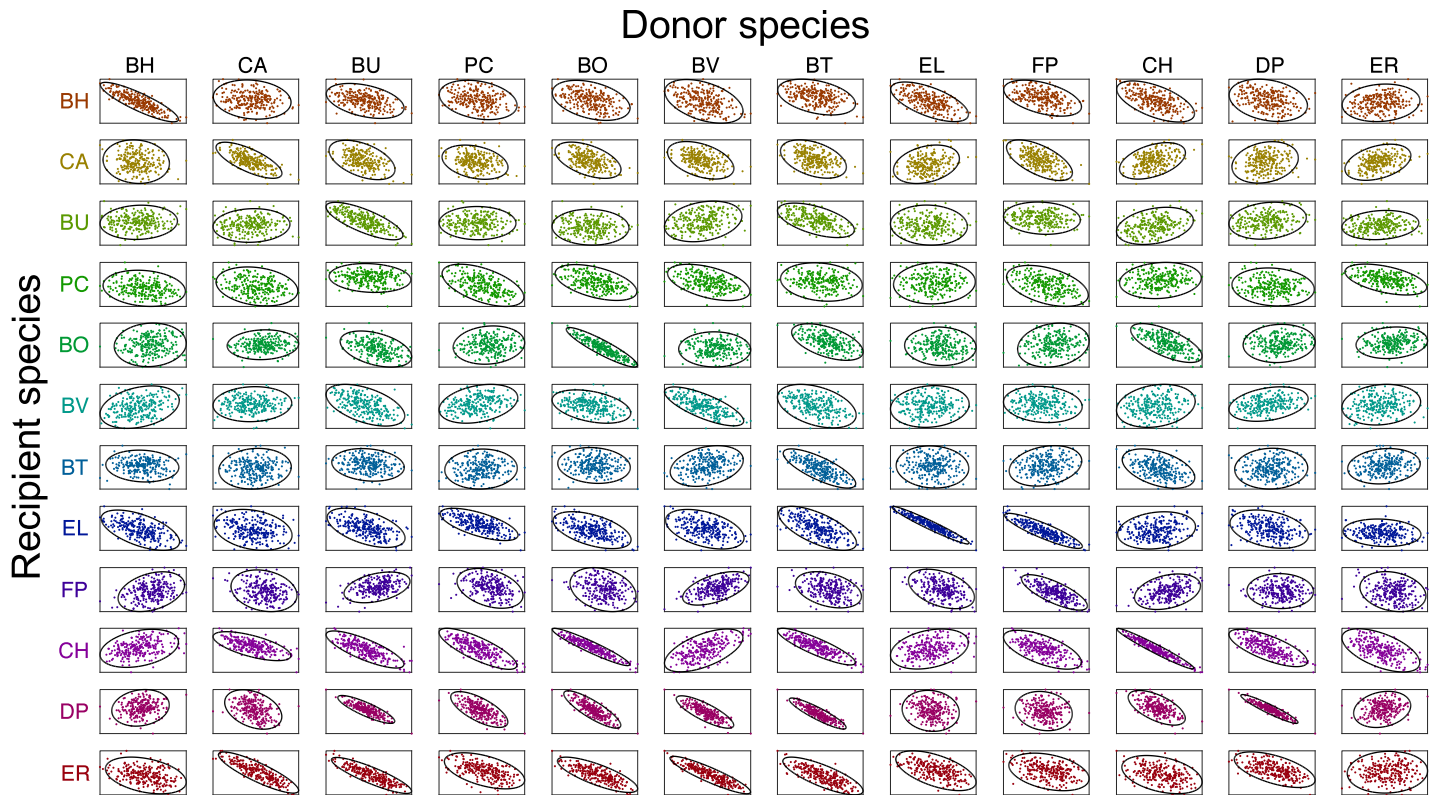 Donor species
BH CA BU PC BO BV BT EL FP CH DP ER
Recipient species
BH
CA
BU
PC
BO
BV
BT
EL
FP
CH
DP
ER